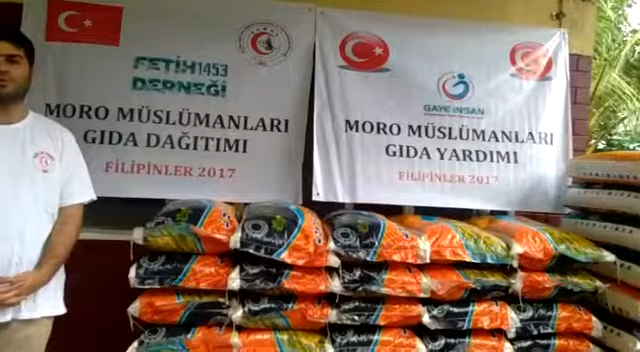 FETİH1453
DERNEĞİ
MORO MÜSLÜMANLARI
GIDA DAĞITIMI
FİLİPİNLER 2017
GAYE İNSAN
MORO MÜSLÜMANLARI
GIDA YARDIMI
FİLİPİNLER 2017